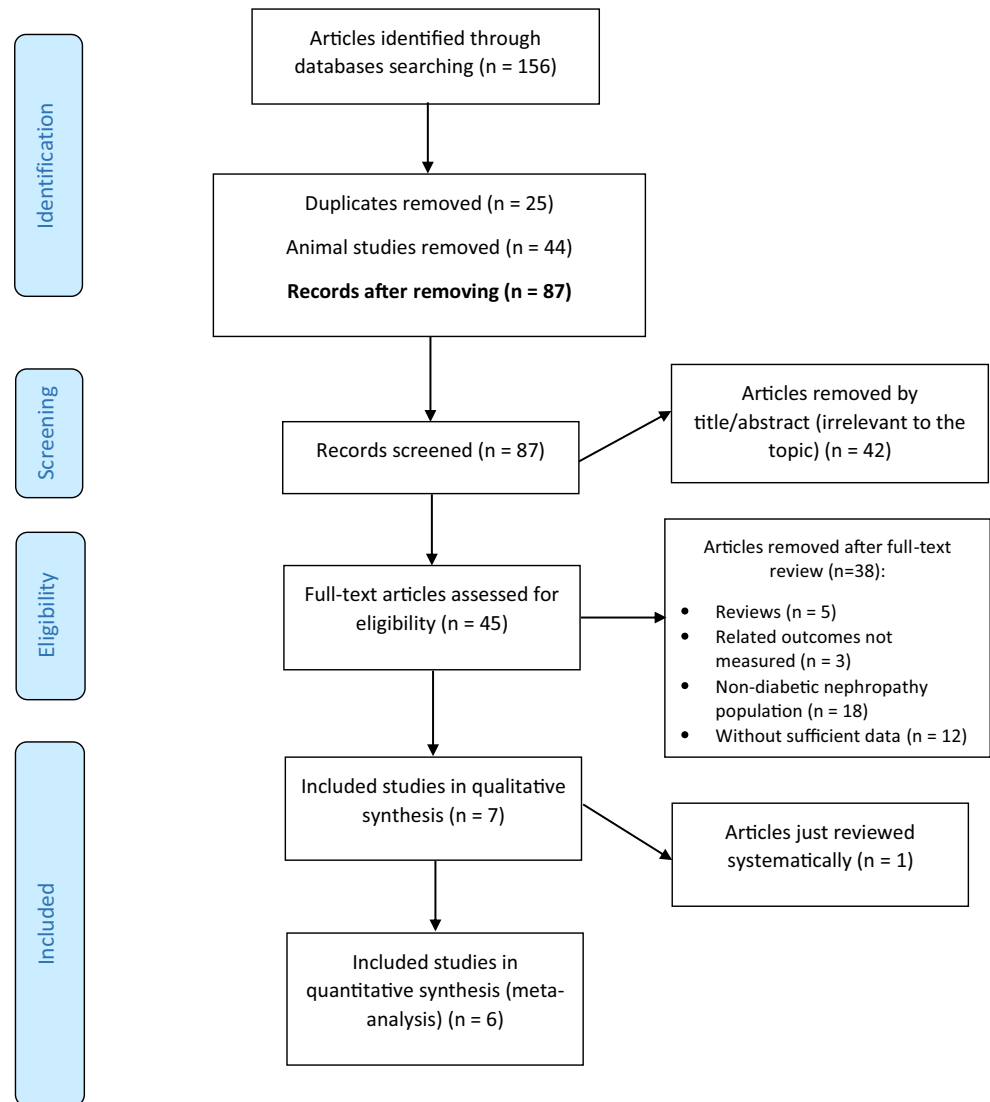 Identification
Articles identified through
databases searching (n = 156)
Duplicates removed (n = 25)
Animal studies removed (n = 44)
Records after removing (n = 87)
Screening
Records screened (n = 87)
Articles removed by
title/abstract (irrelevant to the
topic) (n = 42)
Eligibility
Full-text articles assessed for
eligibility (n = 45)
Articles removed after full-text
review (n=38):
• Reviews (n = 5)
• Related outcomes not
measured (n = 3)
• Non-diabetic nephropathy
population (n = 18)
• Without sufficient data (n = 12)
Included
Included studies in qualitative
synthesis (n = 7)
Articles just reviewed
systematically (n = 1)
Included studies in
quantitative synthesis (meta-
analysis) (n = 6)